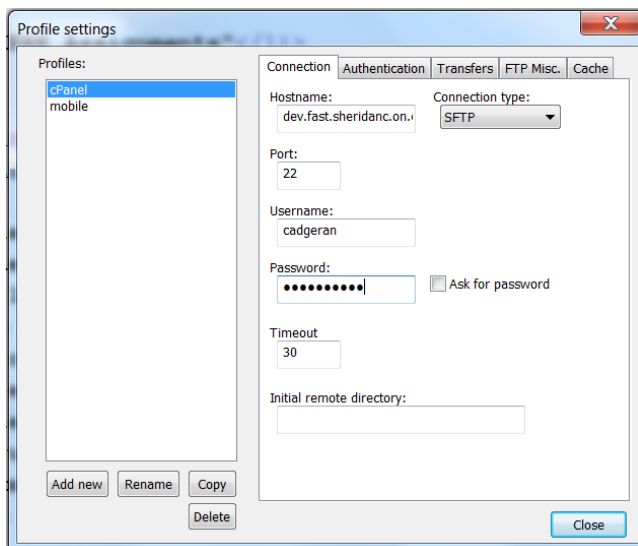 Profile settings
Profiles:
cPanel
mobile
Add new
Rename
Copy
Delete
Connection
Authentication
Transfers
FTP Misc.
Cache
Hostname:
dev.fast.sheridanc.on.
Connection type:
SFTP
Port:
22
Username:
cadgeran
Password:
●●●●●●●●●●
Ask for password
Timeout
30
Initial remote directory:
Close